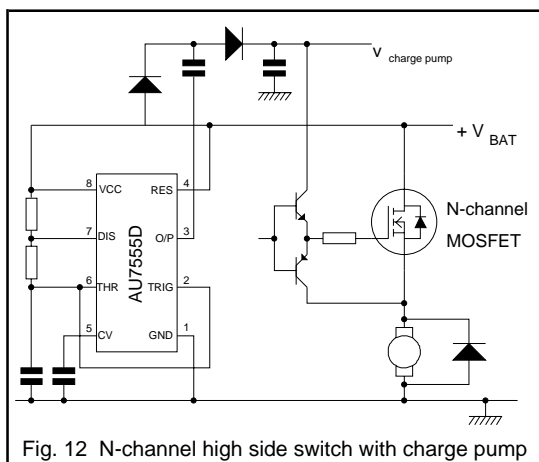 V charge pump
+ V BAT
8 VCC RES 4
N-channel
MOSFET
7 DIS O/P 3
AU7555D
6 THR TRIG 2
5 CV GND 1
Fig. 12 N-channel high side switch with charge pump